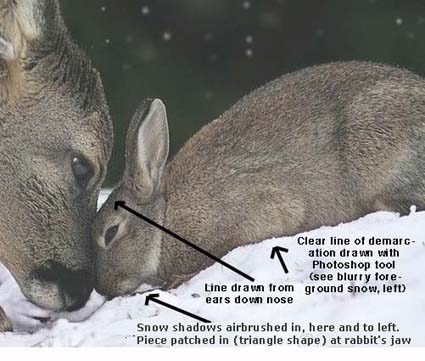 Clear line of demarc-
ation drawn with
Photoshop tool
(see blurry fore-
ground snow, left)
Line drawn from
ears down nose
Snow shadows airbrushed in, here and to left.
Piece patched in (triangle shape) at rabbit's jaw